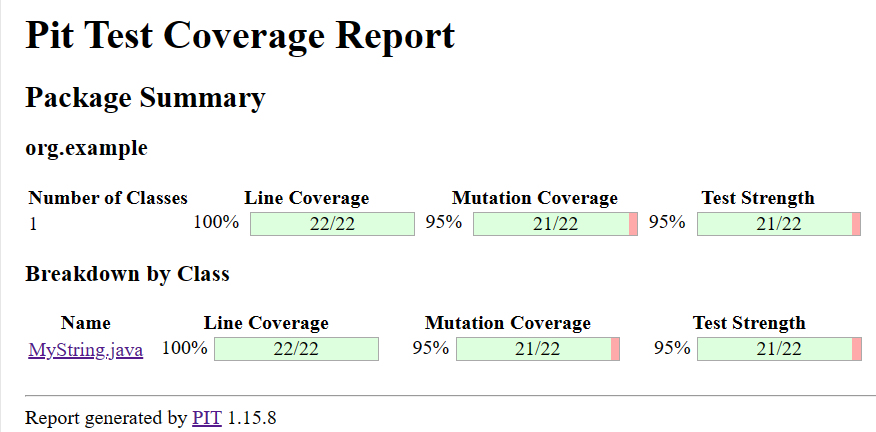 Pit Test Coverage Report
Package Summary
org.example
Number of Classes Line Coverage Mutation Coverage Test Strength
1 100% 22/22 95% 21/22 95% 21/22
Breakdown by Class
Name Line Coverage Mutation Coverage Test Strength
MyString.java 100% 22/22 95% 21/22 95% 21/22
Report generated by PIT 1.15.8